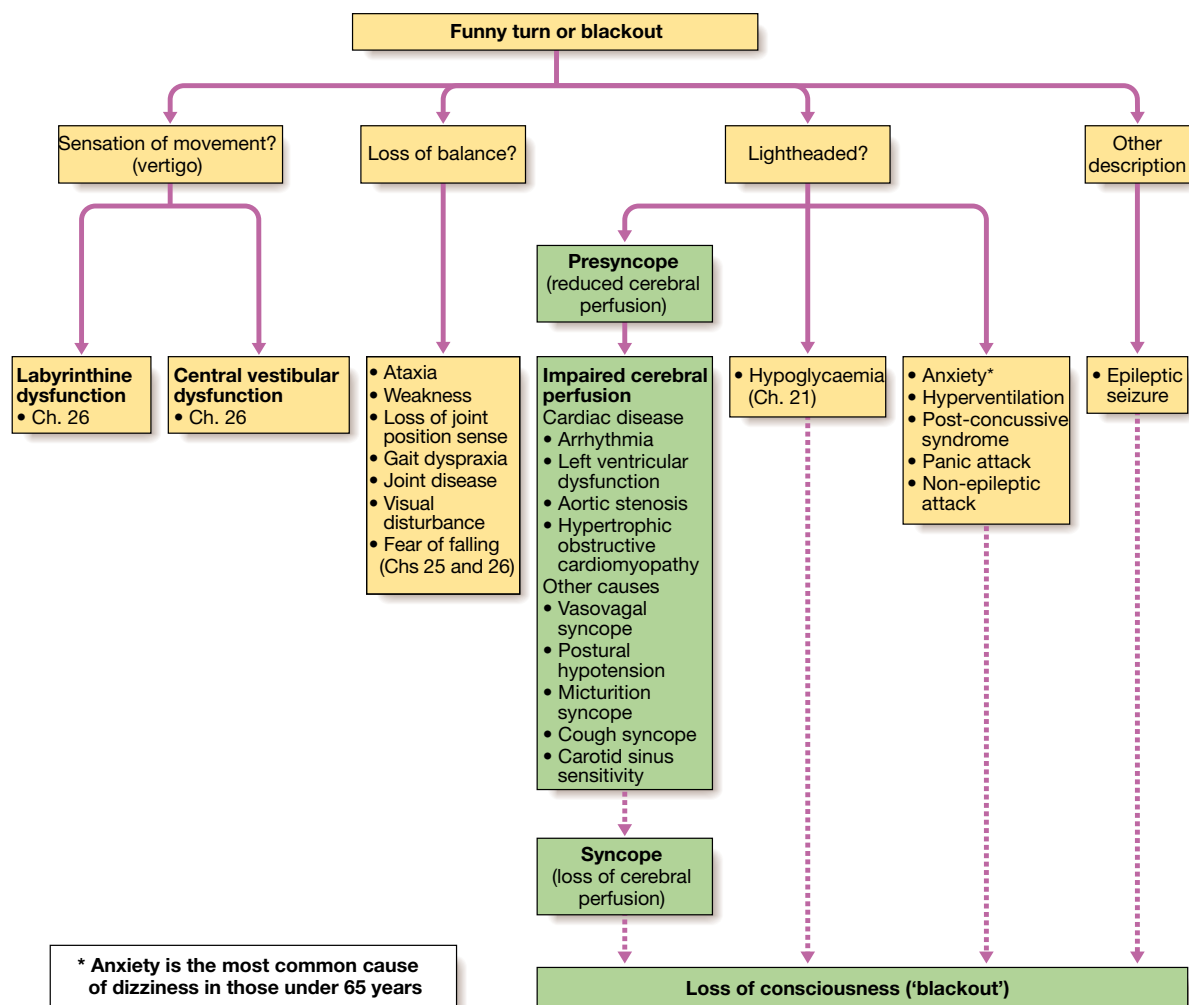 Funny turn or blackout
Sensation of movement?
(vertigo)
Loss of balance?
Lightheaded?
Other
description
Presyncope
(reduced cerebral
perfusion)
Labyrinthine
dysfunction
• Ch. 26
Central vestibular
dysfunction
• Ch. 26
• Ataxia
• Weakness
• Loss of joint
position sense
• Gait dyspraxia
• Joint disease
• Visual
disturbance
• Fear of falling
(Chs 25 and 26)
Impaired cerebral
perfusion
Cardiac disease
• Arrhythmia
• Left ventricular
dysfunction
• Aortic stenosis
• Hypertrophic
obstructive
cardiomyopathy
Other causes
• Vasovagal
syncope
• Postural
hypotension
• Micturition
syncope
• Cough syncope
• Carotid sinus
sensitivity
• Hypoglycaemia
(Ch. 21)
• Anxiety*
• Hyperventilation
• Post-concussive
syndrome
• Panic attack
• Non-epileptic
attack
• Epileptic
seizure
Syncope
(loss of cerebral
perfusion)
* Anxiety is the most common cause
of dizziness in those under 65 years
Loss of consciousness (‘blackout’)